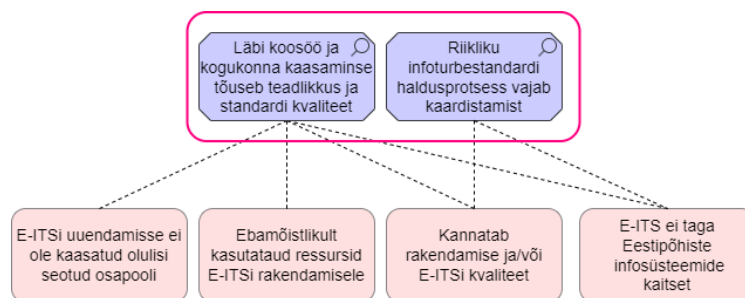 Läbi koosöö ja
kogukonna kaasaminse
tõuseb teadlikkus ja
standardi kvaliteet
Riikliku
infoturbestandardi
haldusprotsess vajab
kaardistamist
E-ITSi uuendamisse ei
ole kaasatud olulisi
seotud osapooli
Ebamõistlikult
kasutataud ressursid
E-ITSi rakendamisele
Kannatab
rakendamise ja/või
E-ITSi kvaliteet
E-ITS ei taga
Eestipõhiste
infosüsteemide
kaitset